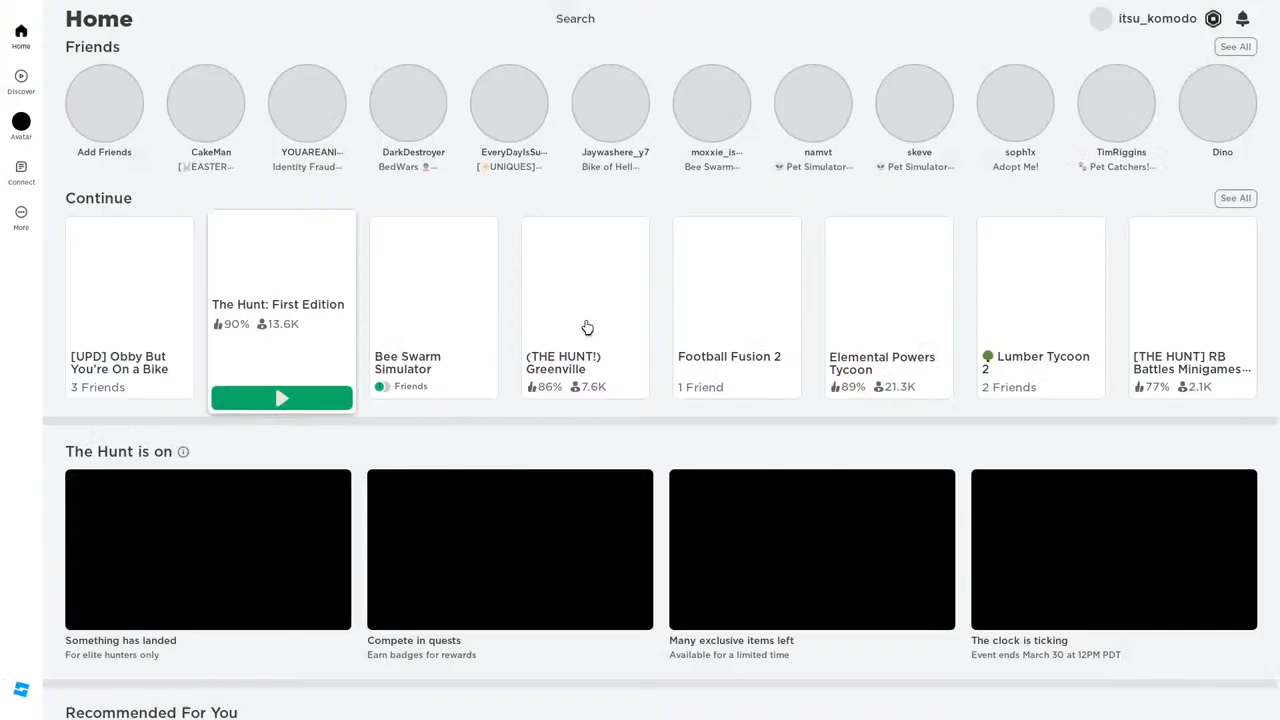 Home
Search
itsu_komodo
Home
Discover
Avatar
Connect
More
Friends
See All
Add Friends
CakeMan
[🐰EASTER...
YOUAREANI...
Identity Fraud...
DarkDestroyer
BedWars
EveryDayIsSu...
[✨UNIQUES]...
Jaywashere_y7
Bike of Hell...
moxxie_is...
Bee Swarm...
namvt
Pet Simulator...
skeve
Pet Simulator...
soph1x
Adopt Me!
TimRiggins
🐾 Pet Catchers!...
Dino
Continue
See All
[UPD] Obby But
You're On a Bike
3 Friends
The Hunt: First Edition
90% 13.6K
Bee Swarm
Simulator
Friends
(THE HUNT!)
Greenville
86% 7.6K
Football Fusion 2
1 Friend
Elemental Powers
Tycoon
89% 21.3K
🌳 Lumber Tycoon
2
2 Friends
[THE HUNT] RB
Battles Minigames...
77% 2.1K
The Hunt is on
Something has landed
For elite hunters only
Compete in quests
Earn badges for rewards
Many exclusive items left
Available for a limited time
The clock is ticking
Event ends March 30 at 12PM PDT
Recommended For You